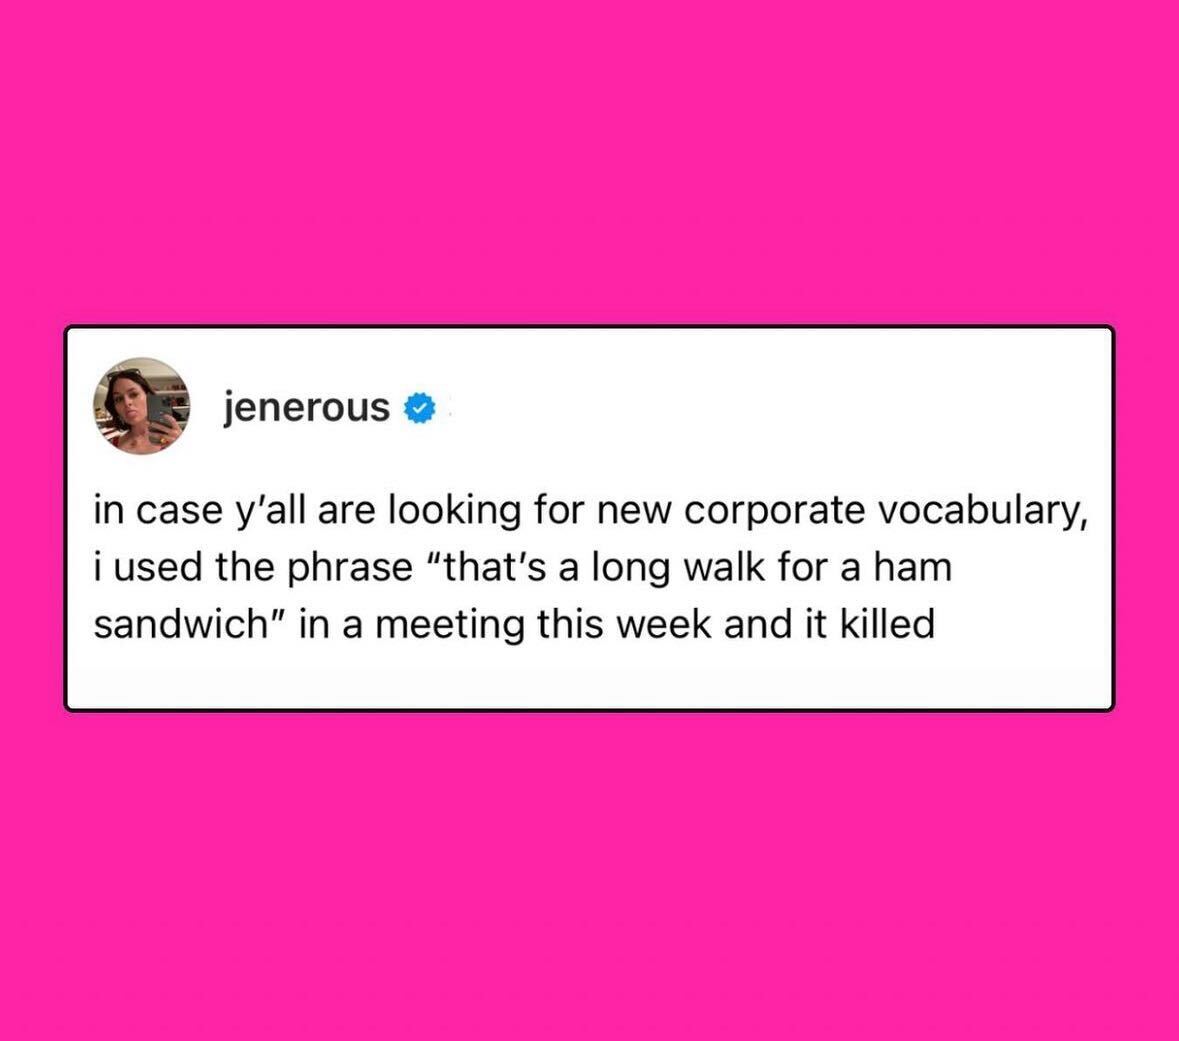 jenerous
in case y’all are looking for new corporate vocabulary,
i used the phrase “that’s a long walk for a ham
sandwich” in a meeting this week and it killed